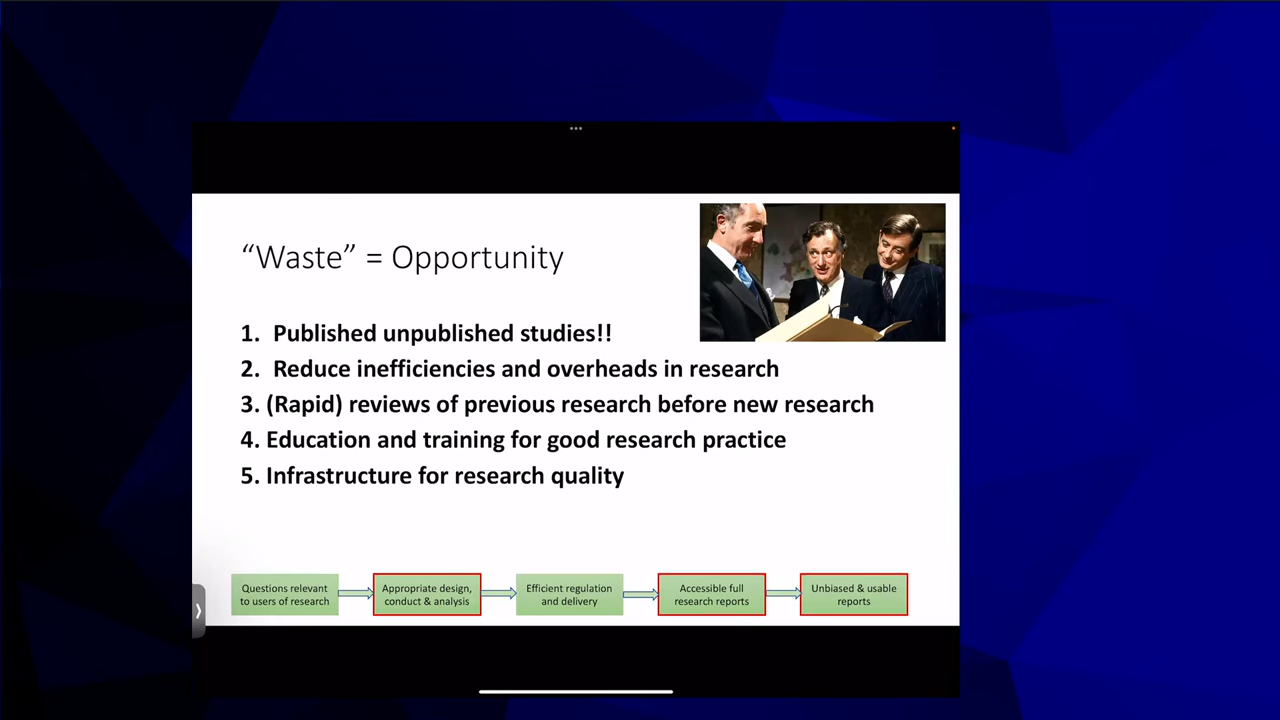 “Waste” = Opportunity
1. Published unpublished studies!!
2. Reduce inefficiencies and overheads in research
3. (Rapid) reviews of previous research before new research
4. Education and training for good research practice
5. Infrastructure for research quality
Questions relevant
to users of research
Appropriate design,
conduct & analysis
Efficient regulation
and delivery
Accessible full
research reports
Unbiased & usable
reports